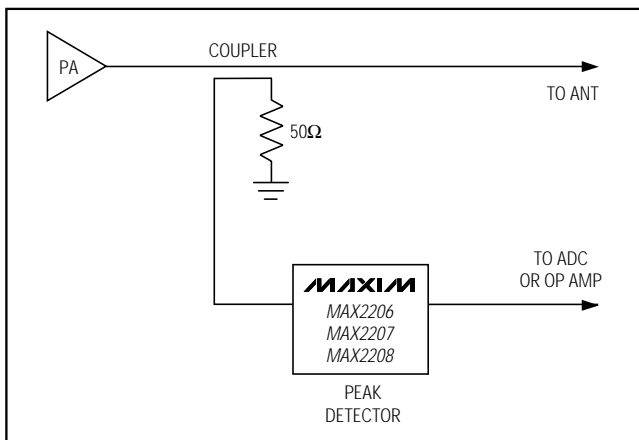 PA
COUPLER
TO ANT
50Ω
TO ADC
OR OP AMP
MAXIM
MAX2206
MAX2207
MAX2208
PEAK
DETECTOR